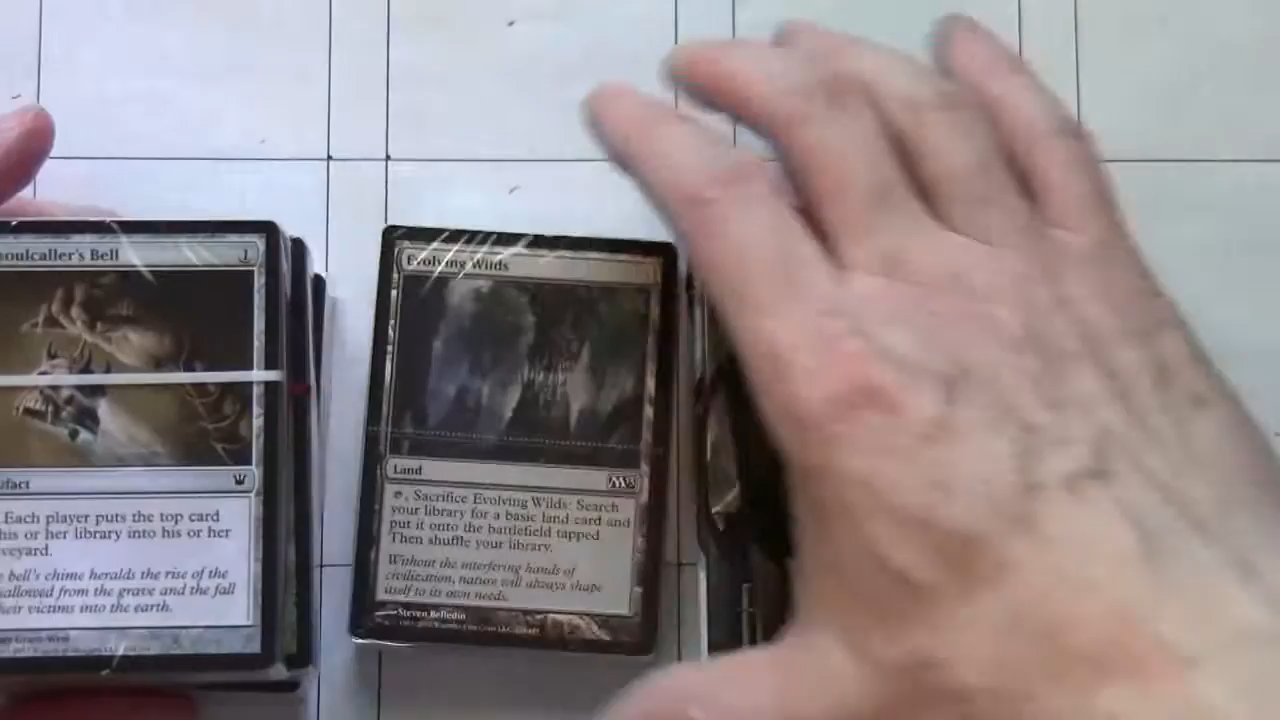 oulcaller's Bell
1
ifact
Each player puts the top card
his or her library into his or her
veyard.
bell's chime heralds the rise of the
allowed from the grave and the fall
heir victims into the earth.
Evolving Wilds
Land
M13
, Sacrifice Evolving Wilds: Search
your library for a basic land card and
put it onto the battlefield tapped.
Then shuffle your library.
Without the interfering hands of
civilization, nature will always shape
itself to its own needs.
Steven Belledin